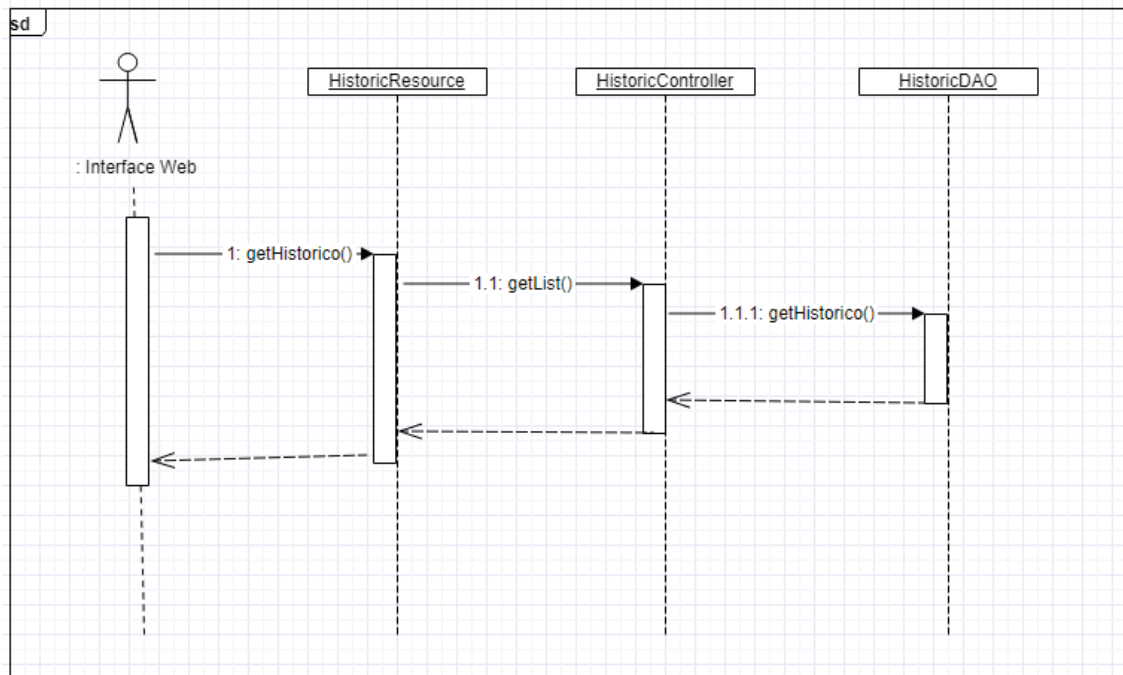 sd
HistoricResource
HistoricController
HistoricDAO
: Interface Web
1: getHistorico()
1.1: getList()
1.1.1: getHistorico()